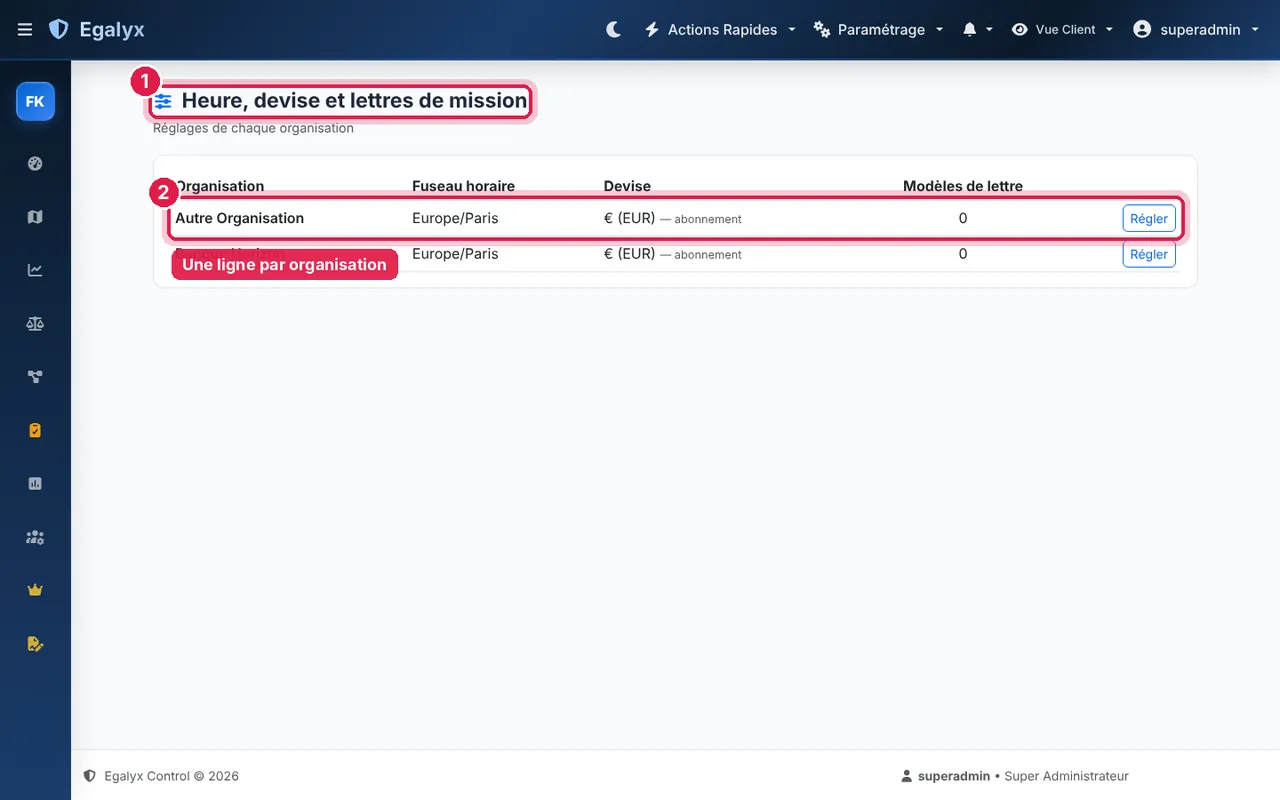 Egalyx
Actions Rapides
Paramétrage
Vue Client
superadmin
FK
1
Heure, devise et lettres de mission
Réglages de chaque organisation
2
Organisation Fuseau horaire Devise Modèles de lettre
Autre Organisation Europe/Paris € (EUR) — abonnement 0 Régler
Europe/Paris € (EUR) — abonnement 0 Régler
Une ligne par organisation
Egalyx Control © 2026
superadmin • Super Administrateur